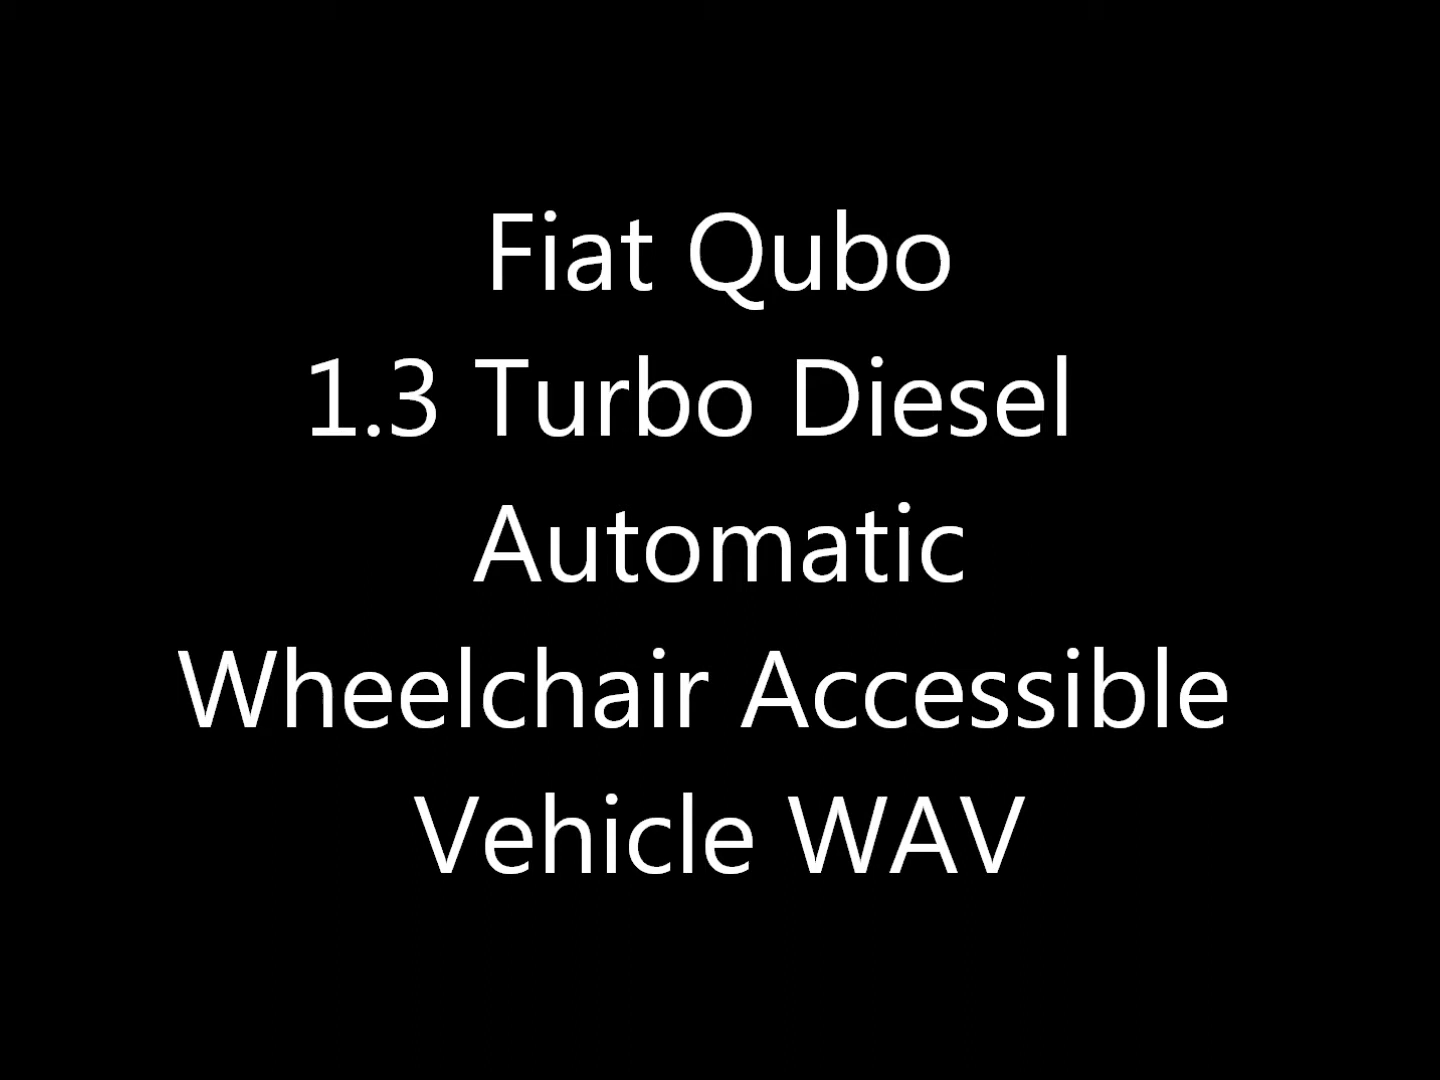 Fiat Qubo
1.3 Turbo Diesel
Automatic
Wheelchair Accessible
Vehicle WAV